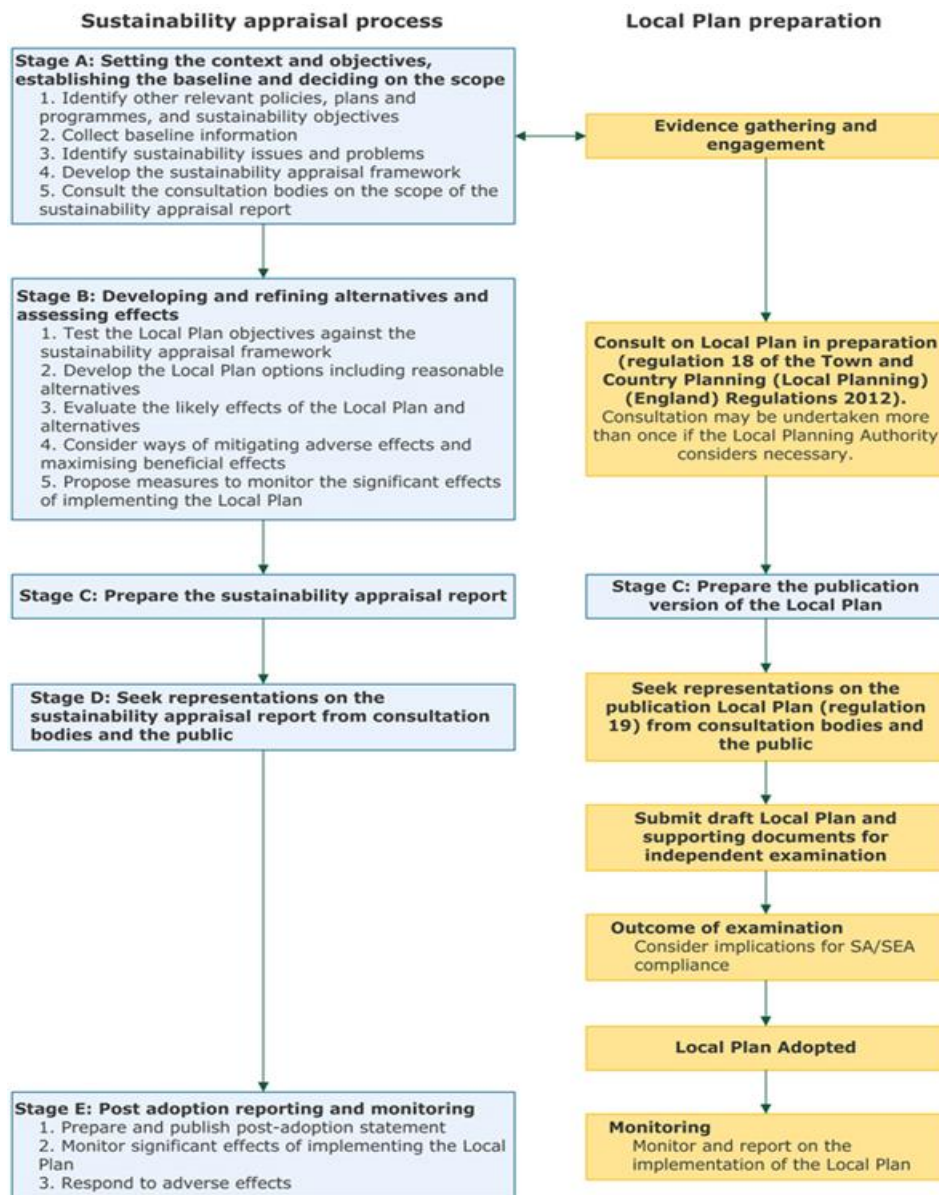 Sustainability appraisal process
Stage A: Setting the context and objectives,
establishing the baseline and deciding on the scope
1. Identify other relevant policies, plans and
programmes, and sustainability objectives
2. Collect baseline information
3. Identify sustainability issues and problems
4. Develop the sustainability appraisal framework
5. Consult the consultation bodies on the scope of the
sustainability appraisal report
Stage B: Developing and refining alternatives and
assessing effects
1. Test the Local Plan objectives against the
sustainability appraisal framework
2. Develop the Local Plan options including reasonable
alternatives
3. Evaluate the likely effects of the Local Plan and
alternatives
4. Consider ways of mitigating adverse effects and
maximising beneficial effects
5. Propose measures to monitor the significant effects
of implementing the Local Plan
Stage C: Prepare the sustainability appraisal report
Stage D: Seek representations on the
sustainability appraisal report from consultation
bodies and the public
Stage E: Post adoption reporting and monitoring
1. Prepare and publish post-adoption statement
2. Monitor significant effects of implementing the Local
Plan
3. Respond to adverse effects
Local Plan preparation
Evidence gathering and
engagement
Consult on Local Plan in preparation
(regulation 18 of the Town and
Country Planning (Local Planning)
(England) Regulations 2012).
Consultation may be undertaken more
than once if the Local Planning Authority
considers necessary.
Stage C: Prepare the publication
version of the Local Plan
Seek representations on the
publication Local Plan (regulation
19) from consultation bodies and
the public
Submit draft Local Plan and
supporting documents for
independent examination
Outcome of examination
Consider implications for SA/SEA
compliance
Local Plan Adopted
Monitoring
Monitor and report on the
implementation of the Local Plan